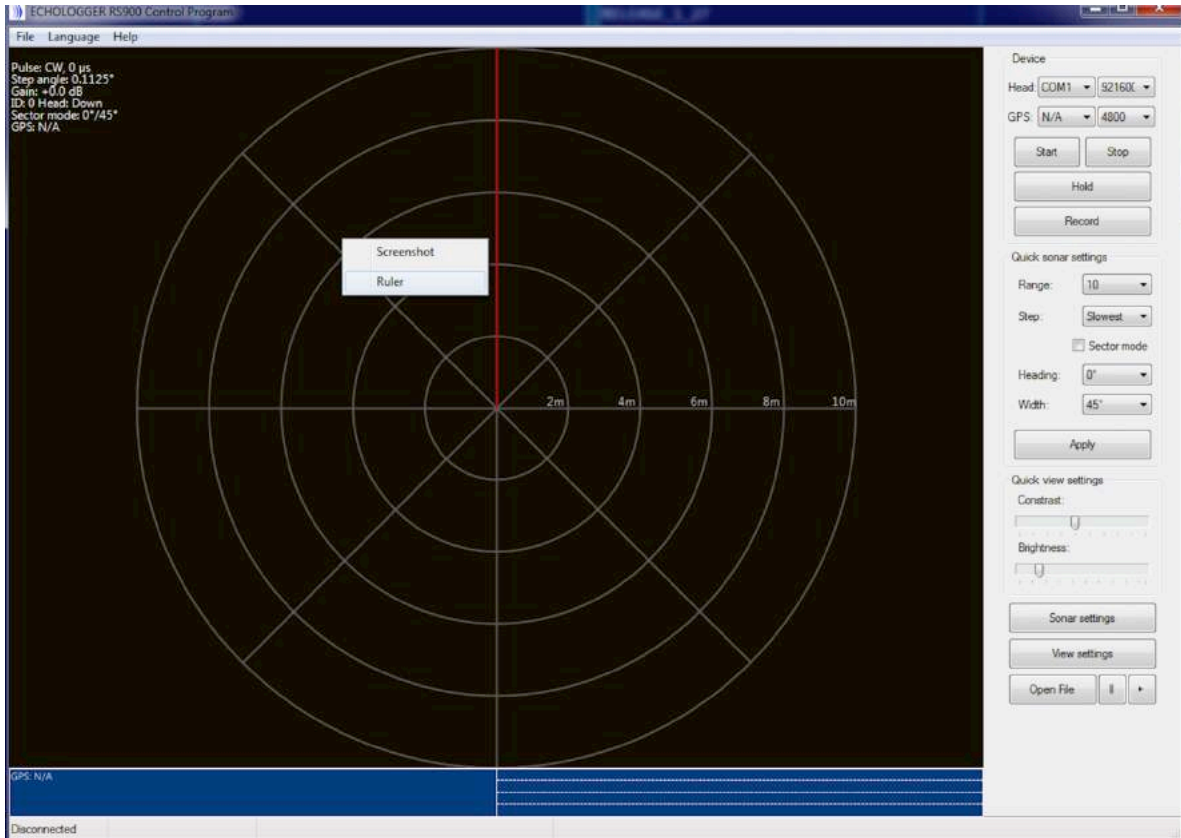 ECHOLOGGER RS900 Control Program
File Language Help
Pulse: CW, 0 µs
Step angle: 0.1125°
Gain: +0.0 dB
ID: 0 Head: Down
Sector mode: 0°/45°
GPS: N/A
Screenshot
Ruler
2m 4m 6m 8m 10m
GPS: N/A
Disconnected
Device
Head: COM1
GPS: N/A 4800
Start Stop
Hold
Record
Quick sonar settings
Range: 10
Step: Slowest
Sector mode
Heading: 0°
Width: 45°
Apply
Quick view settings
Constrast:
Brightness:
Sonar settings
View settings
Open File